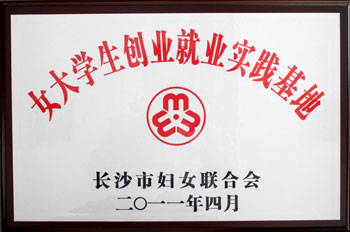 女大学生创业就业实践基地
长沙市妇女联合会
二〇一一年四月